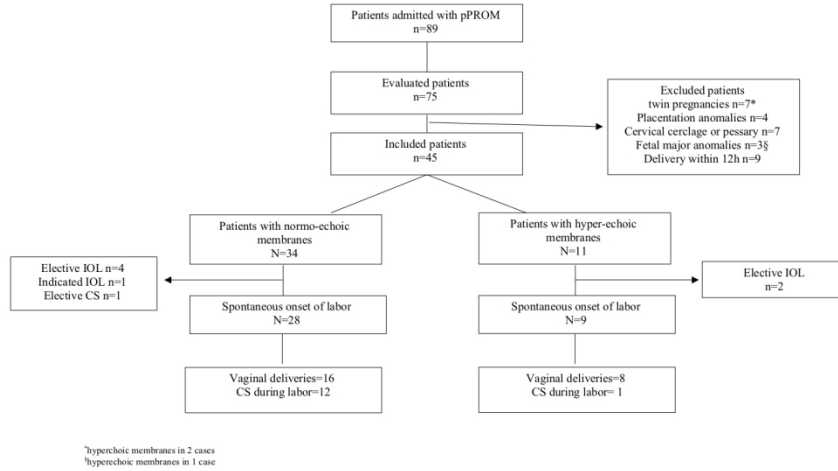 Patients admitted with pPROM
n=89
Evaluated patients
n=75
Excluded patients
twin pregnancies n=7*
Placentation anomalies n=4
Cervical cerclage or pessary n=7
Fetal major anomalies n=3§
Delivery within 12h n=9
Included patients
n=45
Patients with normo-echoic
membranes
N=34
Patients with hyper-echoic
membranes
N=11
Elective IOL n=4
Indicated IOL n=1
Elective CS n=1
Elective IOL
n=2
Spontaneous onset of labor
N=28
Spontaneous onset of labor
N=9
Vaginal deliveries=16
CS during labor=12
Vaginal deliveries=8
CS during labor= 1
*hyperchoic membranes in 2 cases
§hyperechoic membranes in 1 case